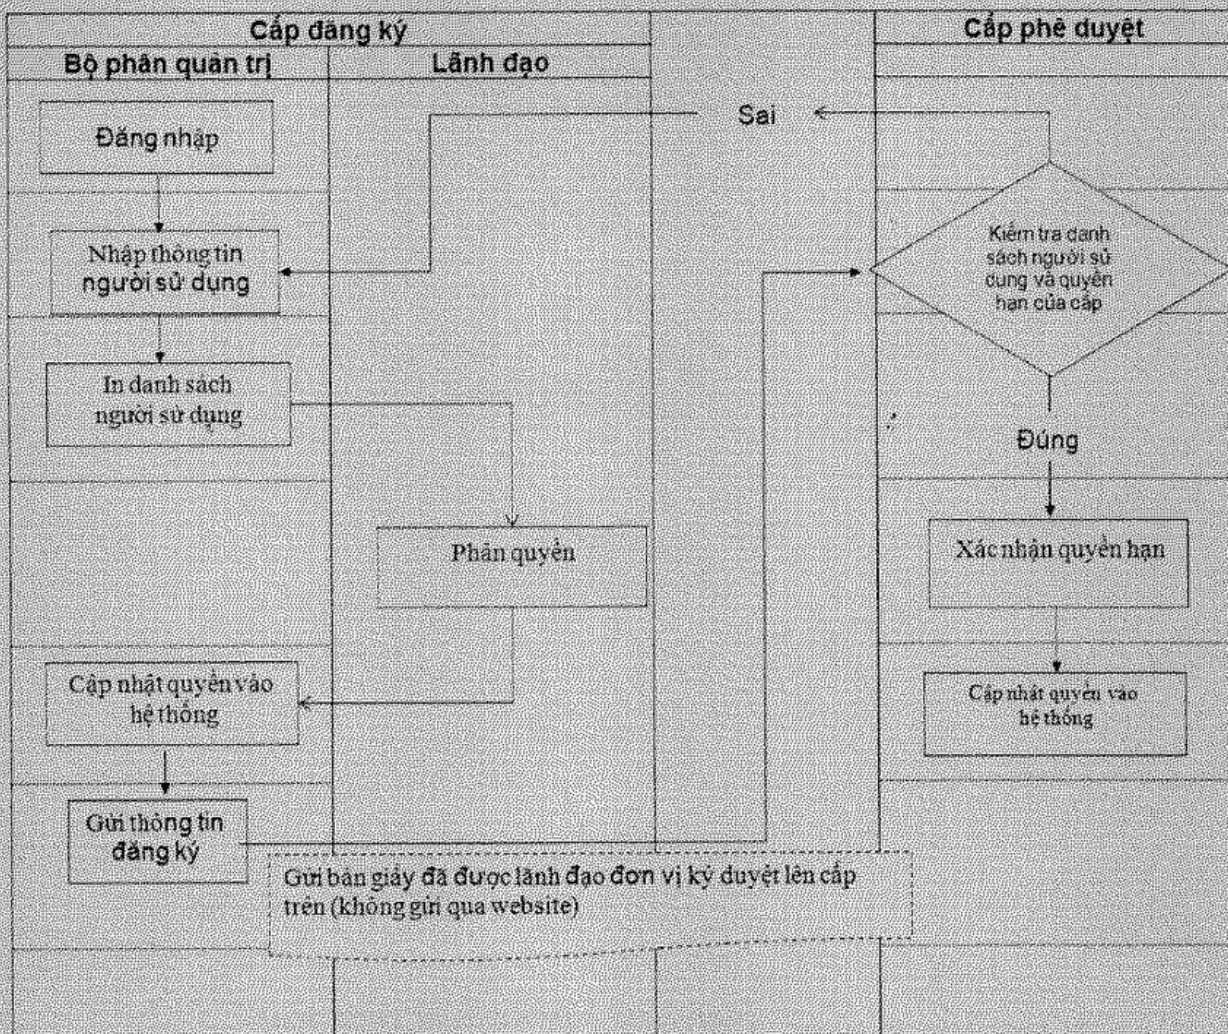 Cấp đăng ký
Cấp phê duyệt
Bộ phân quản trị
Lãnh đạo
Đăng nhập
Sai
Nhập thông tin
người sử dụng
Kiểm tra danh
sách người sử
dụng và quyền
hạn của cấp
In danh sách
người sử dụng
Đúng
Phân quyền
Xác nhận quyền hạn
Cập nhật quyền vào
hệ thống
Cập nhật quyền vào
hệ thống
Gửi thông tin
đăng ký
Gửi bản giấy đã được lãnh đạo đơn vị ký duyệt lên cấp
trên (không gửi qua website)